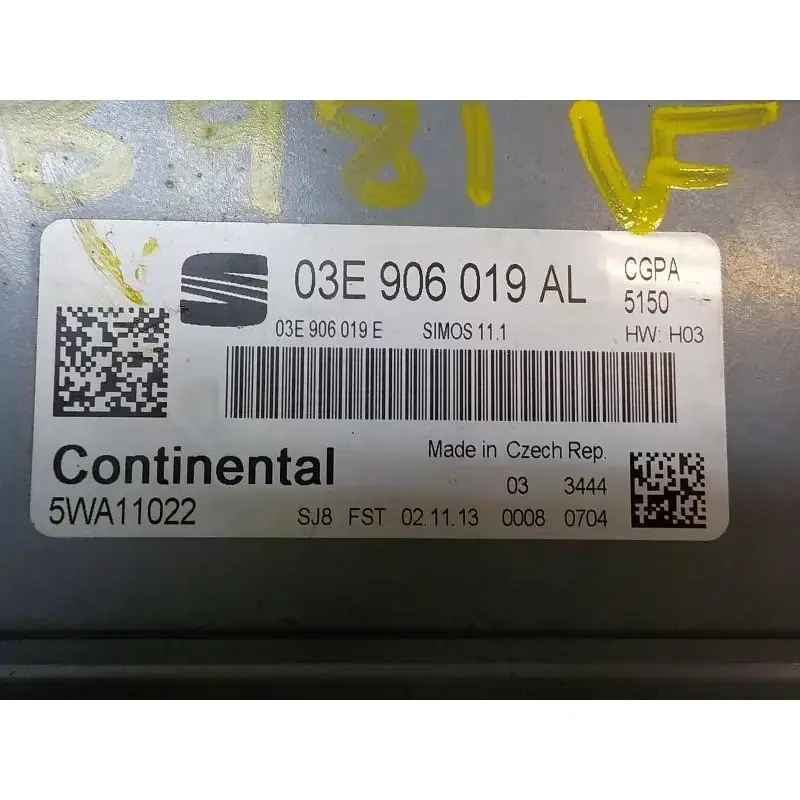 B981VF
03E 906 019 AL
CGPA
5150
03E 906 019 E SIMOS 11.1 HW: H03
Continental
Made in Czech Rep.
03 3444
5WA11022
SJ8 FST 02.11.13 0008 0704